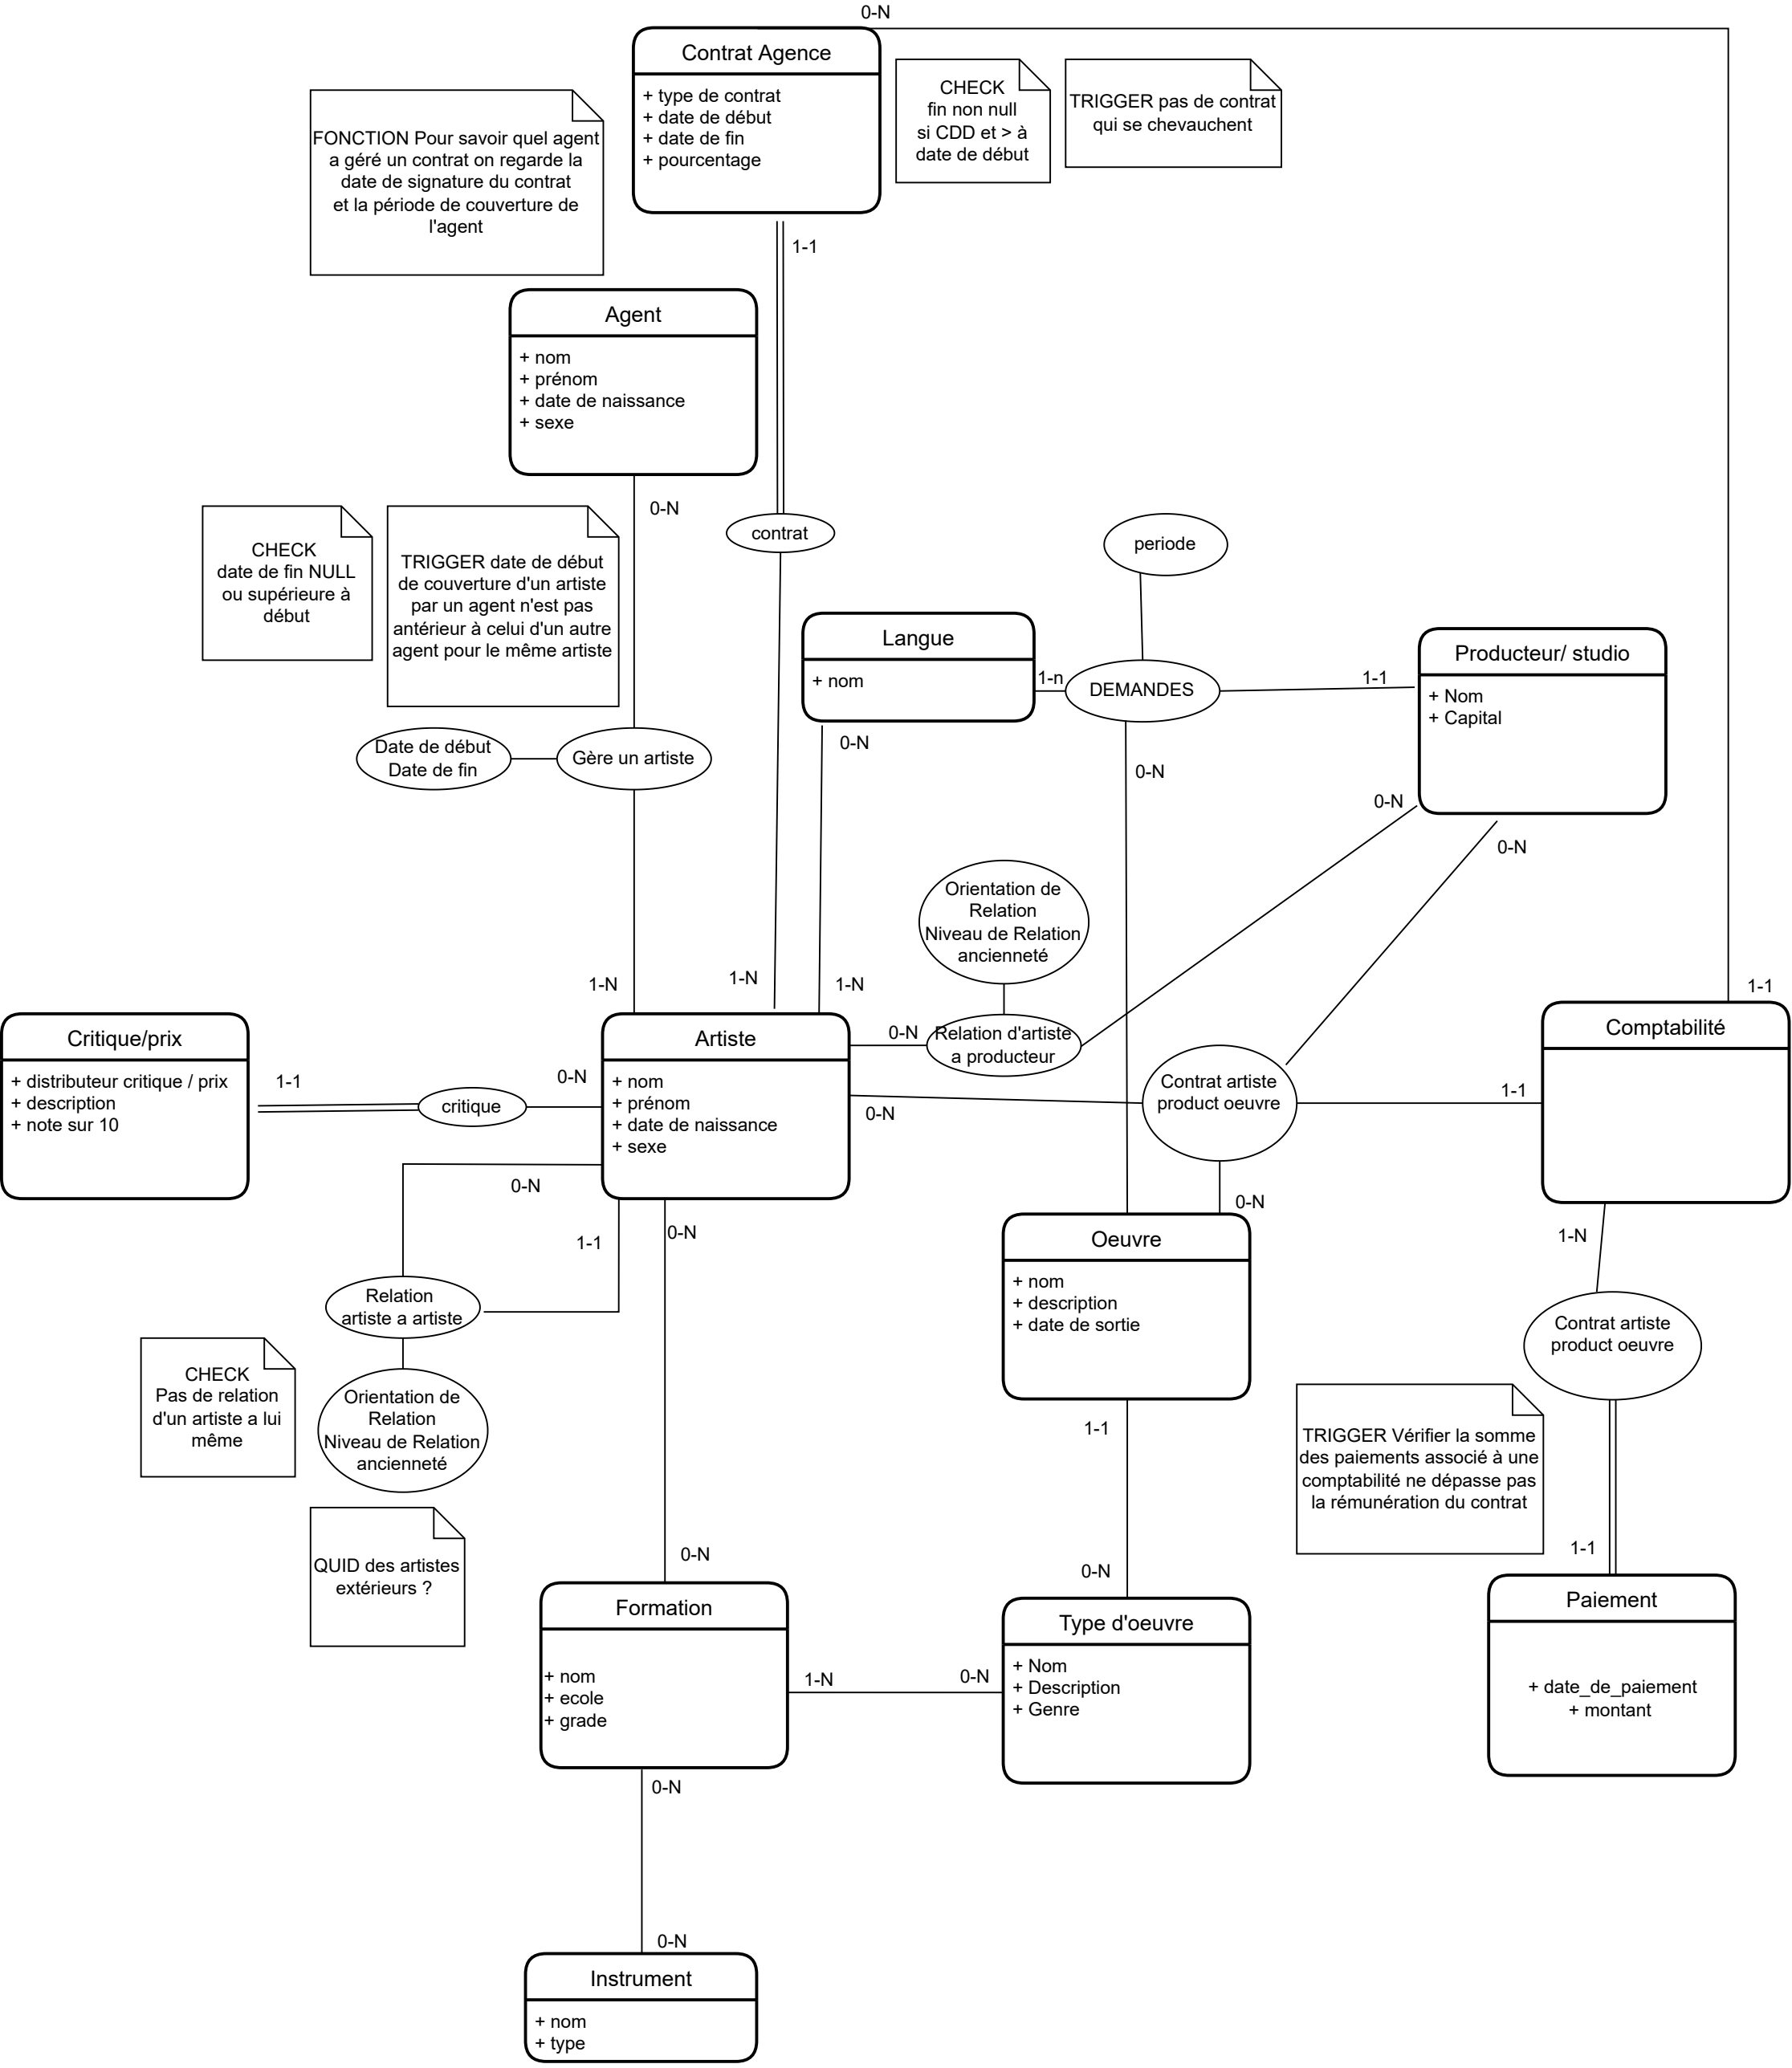 0-N
Contrat Agence
+ type de contrat
+ date de début
+ date de fin
+ pourcentage
CHECK
fin non null
si CDD et > à
date de début
TRIGGER pas de contrat
qui se chevauchent
FONCTION Pour savoir quel agent
a géré un contrat on regarde la
date de signature du contrat
et la période de couverture de
l'agent
1-1
Agent
+ nom
+ prénom
+ date de naissance
+ sexe
0-N
CHECK
date de fin NULL
ou supérieure à
début
TRIGGER date de début
de couverture d'un artiste
par un agent n'est pas
antérieur à celui d'un autre
agent pour le même artiste
contrat
periode
Langue
+ nom
1-n
DEMANDES
1-1
Producteur/ studio
+ Nom
+ Capital
Date de début
Date de fin
Gère un artiste
0-N
0-N
0-N
0-N
Orientation de
Relation
Niveau de Relation
ancienneté
1-N
1-N
1-N
1-1
Critique/prix
+ distributeur critique / prix
+ description
+ note sur 10
1-1
critique
0-N
Artiste
+ nom
+ prénom
+ date de naissance
+ sexe
0-N
Relation d'artiste
a producteur
0-N
Contrat artiste
product oeuvre
1-1
Comptabilité
0-N
1-1
0-N
0-N
1-N
Relation
artiste a artiste
Oeuvre
+ nom
+ description
+ date de sortie
Contrat artiste
product oeuvre
CHECK
Pas de relation
d'un artiste a lui
même
Orientation de
Relation
Niveau de Relation
ancienneté
1-1
TRIGGER Vérifier la somme
des paiements associé à une
comptabilité ne dépasse pas
la rémunération du contrat
QUID des artistes
extérieurs ?
0-N
0-N
1-1
Formation
+ nom
+ ecole
+ grade
1-N
0-N
Type d'oeuvre
+ Nom
+ Description
+ Genre
Paiement
+ date_de_paiement
+ montant
0-N
0-N
Instrument
+ nom
+ type